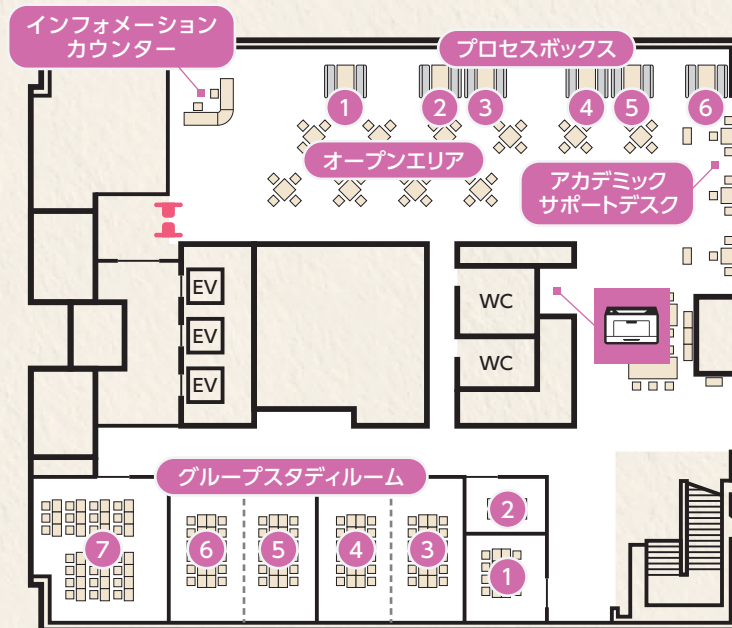 インフォメーション
カウンター
プロセスボックス
1
2
3
4
5
6
オープンエリア
アカデミック
サポートデスク
EV
EV
EV
WC
WC
グループスタディルーム
7
6
5
4
3
2
1